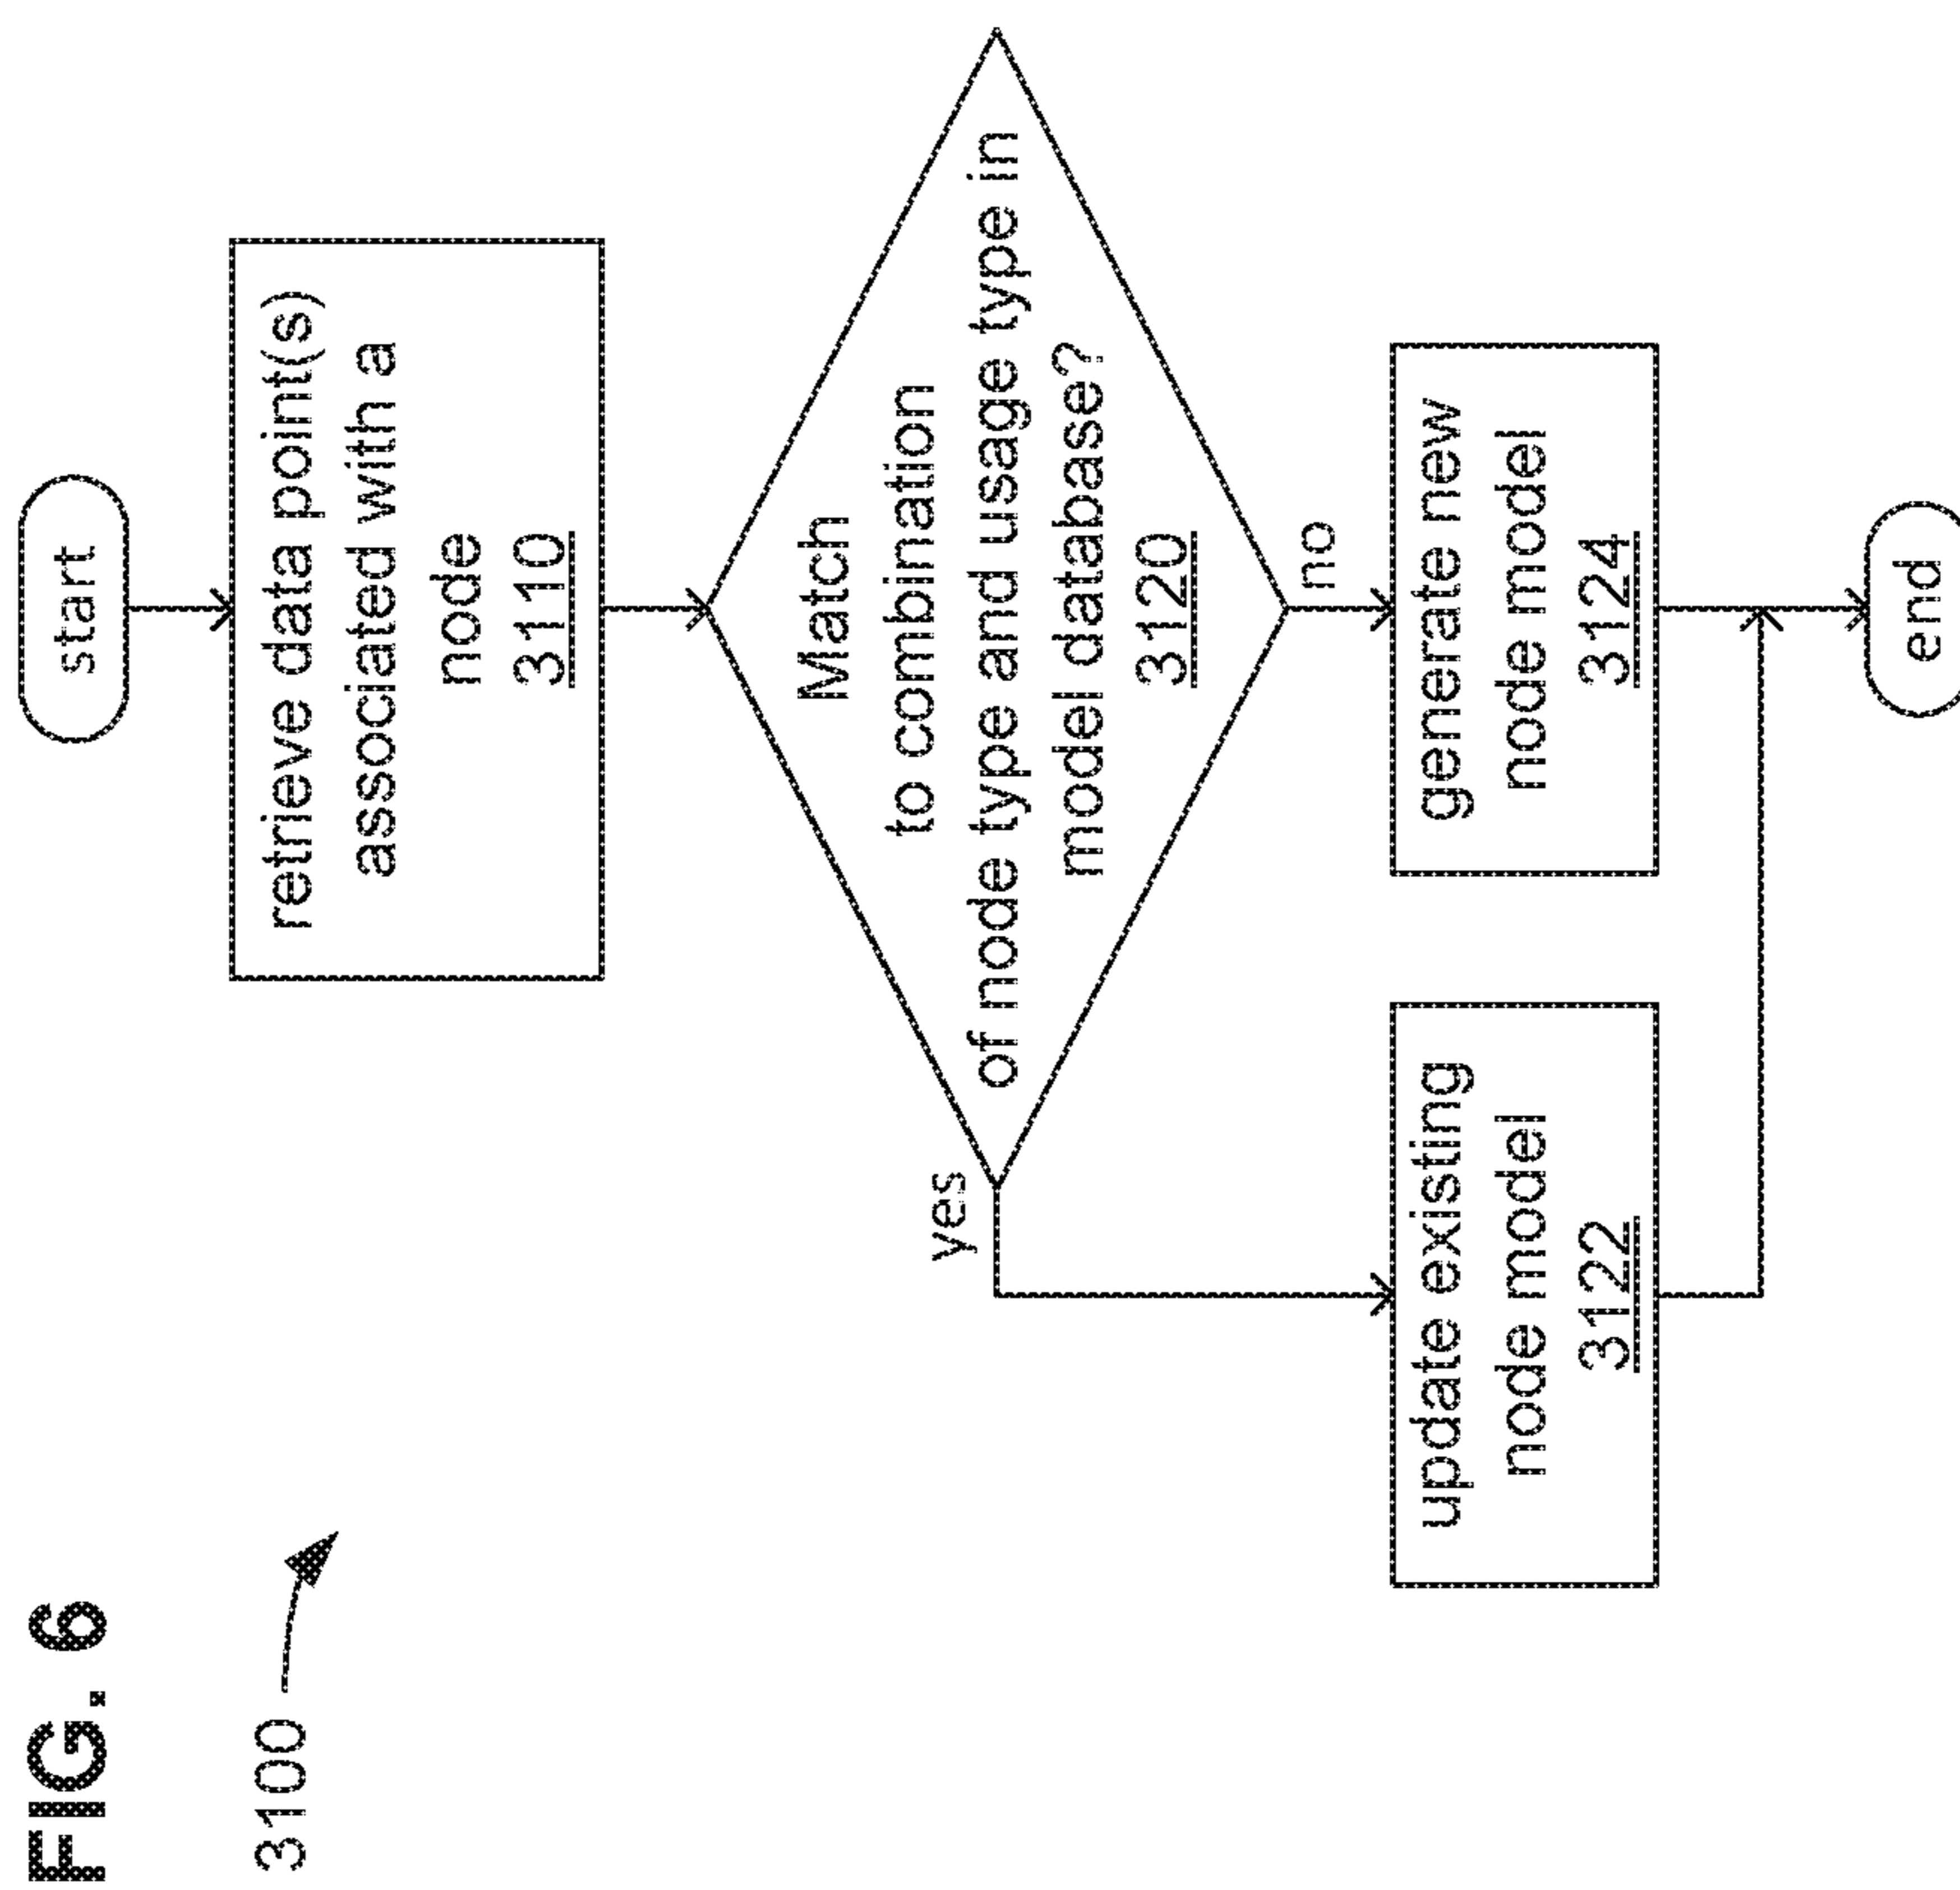 FIG. 6
3100
start
retrieve data point(s)
associated with a
node
3110
Match
to combination
of node type and usage type in
model database?
3120
yes
no
update existing
node model
3122
generate new
node model
3124
end